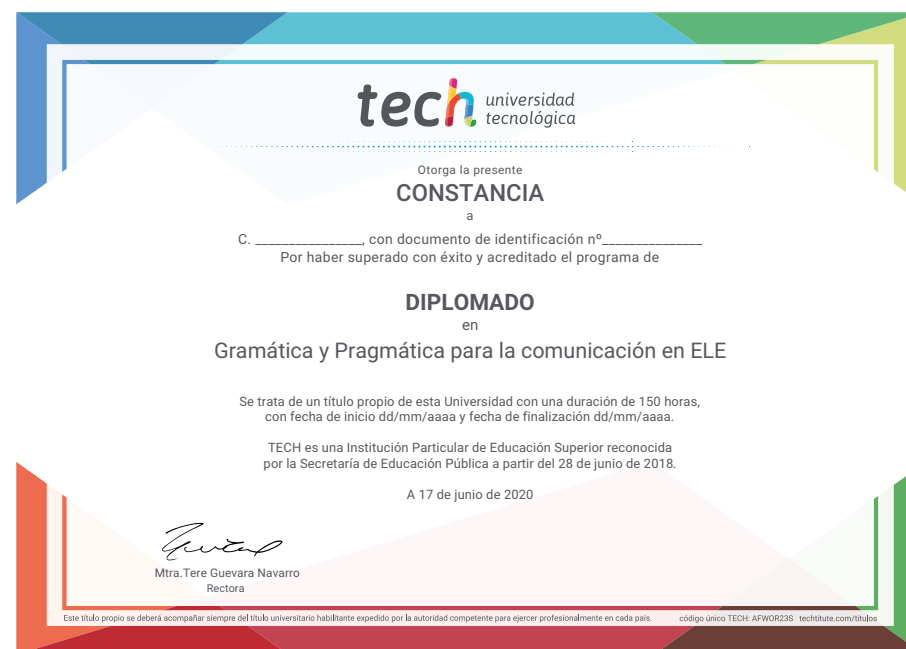 tech universidad
tecnológica
Otorga la presente
CONSTANCIA
a
C. ________________, con documento de identificación nº_______________
Por haber superado con éxito y acreditado el programa de
DIPLOMADO
en
Gramática y Pragmática para la comunicación en ELE
Se trata de un título propio de esta Universidad con una duración de 150 horas,
con fecha de inicio dd/mm/aaaa y fecha de finalización dd/mm/aaaa.
TECH es una Institución Particular de Educación Superior reconocida
por la Secretaría de Educación Pública a partir del 28 de junio de 2018.
A 17 de junio de 2020
Mtra.Tere Guevara Navarro
Rectora
Este título propio se deberá acompañar siempre del título universitario habilitante expedido por la autoridad competente para ejercer profesionalmente en cada país. código único TECH: AFWOR23S techtitute.com/titulos